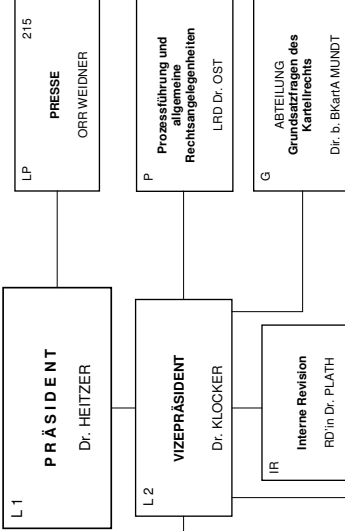 L 1
PRÄSIDENT
Dr. HEITZER
LP 215
PRESSE
ORR WEIDNER
L 2
VIZEPRÄSIDENT
Dr. KLOCKER
P
Prozessführung und
allgemeine
Rechtsangelegenheiten
LRD Dr. OST
IR
Interne Revision
RD'in Dr. PLATH
G
ABTEILUNG
Grundsatzfragen des
Kartellrechts
Dir. b. BKartA MUNDT